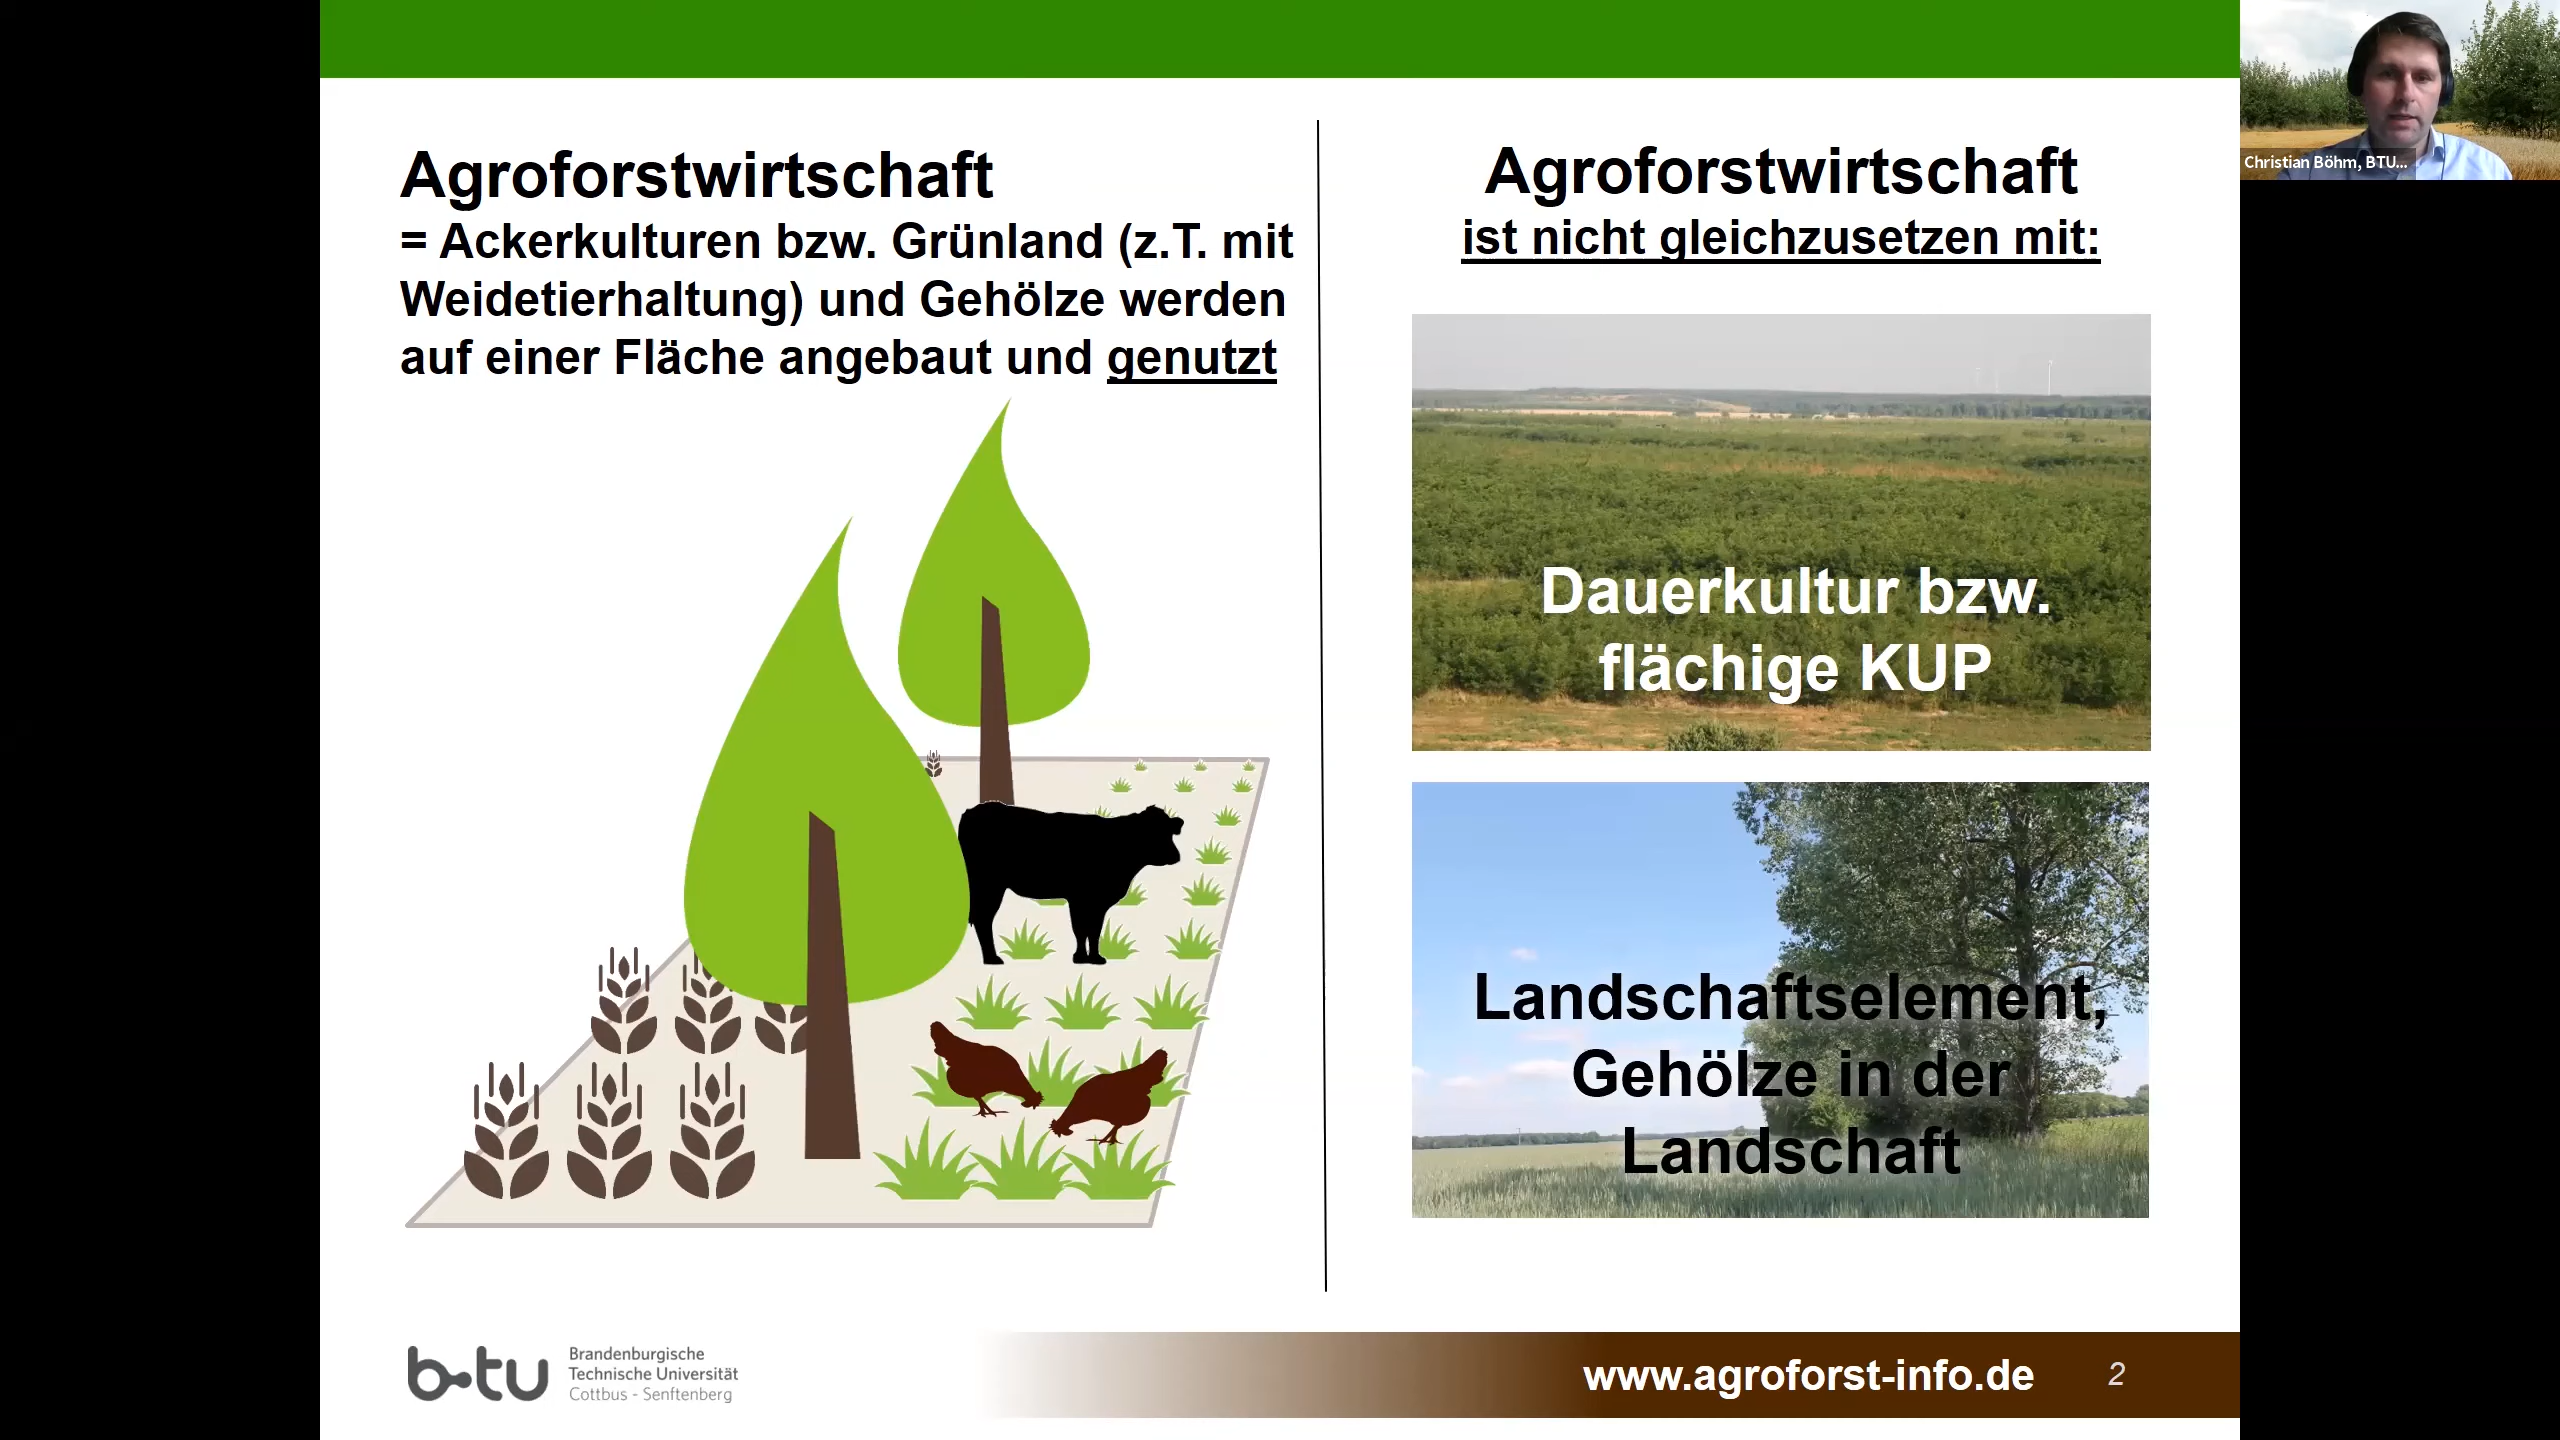 Agroforstwirtschaft
= Ackerkulturen bzw. Grünland (z.T. mit
Weidetierhaltung) und Gehölze werden
auf einer Fläche angebaut und genutzt
Agroforstwirtschaft
ist nicht gleichzusetzen mit:
Dauerkultur bzw.
flächige KUP
Landschaftselement,
Gehölze in der
Landschaft
Christian Böhm, BTU...
b-tu
Brandenburgische
Technische Universität
Cottbus - Senftenberg
www.agroforst-info.de
2